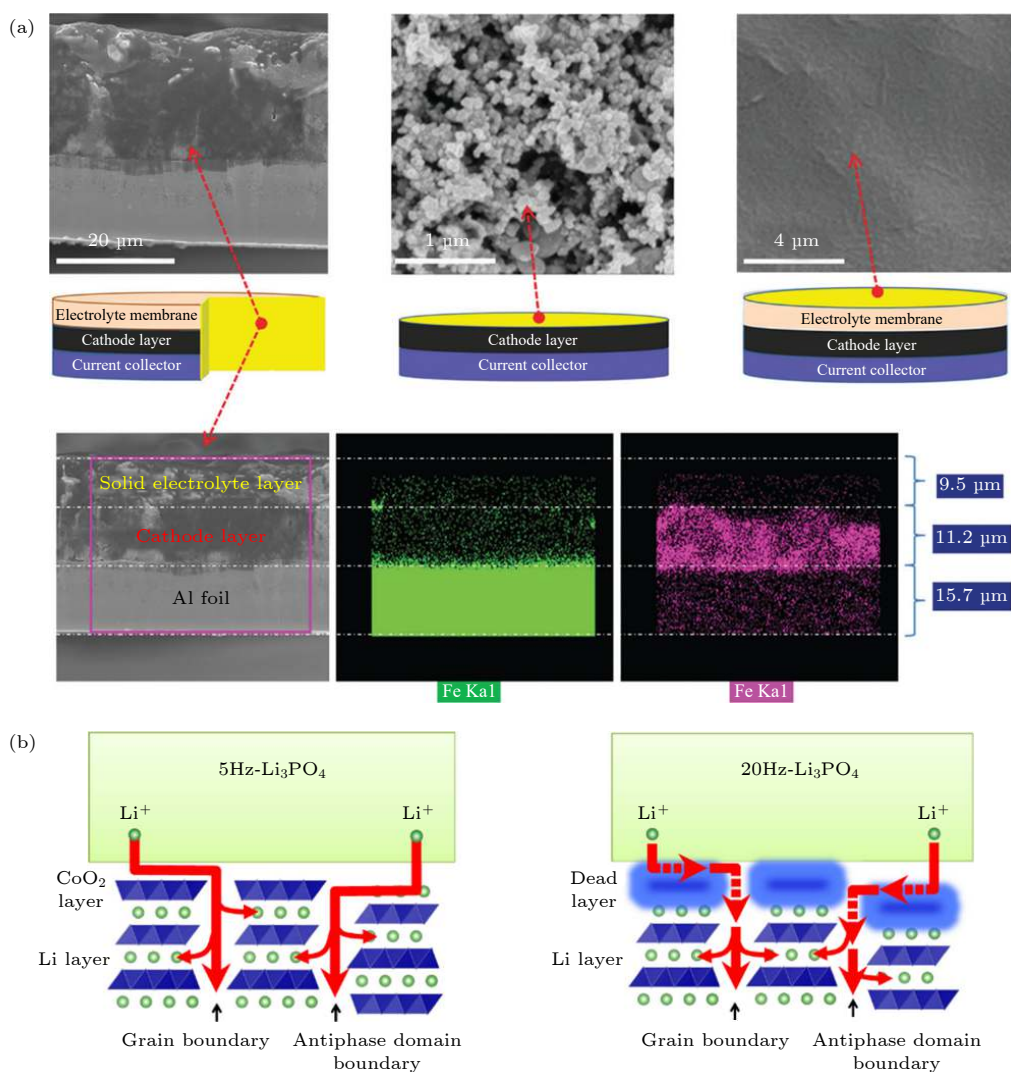 (a)
20 µm
1 µm
4 µm
Electrolyte membrane
Cathode layer
Current collector
Cathode layer
Current collector
Electrolyte membrane
Cathode layer
Current collector
Solid electrolyte layer
Cathode layer
Al foil
9.5 µm
11.2 µm
15.7 µm
Fe Ka1
Fe Ka1
(b)
5Hz-Li₃PO₄
Li⁺
Li⁺
CoO₂
layer
Li layer
Grain boundary
Antiphase domain
boundary
20Hz-Li₃PO₄
Li⁺
Li⁺
Dead
layer
Li layer
Grain boundary
Antiphase domain
boundary